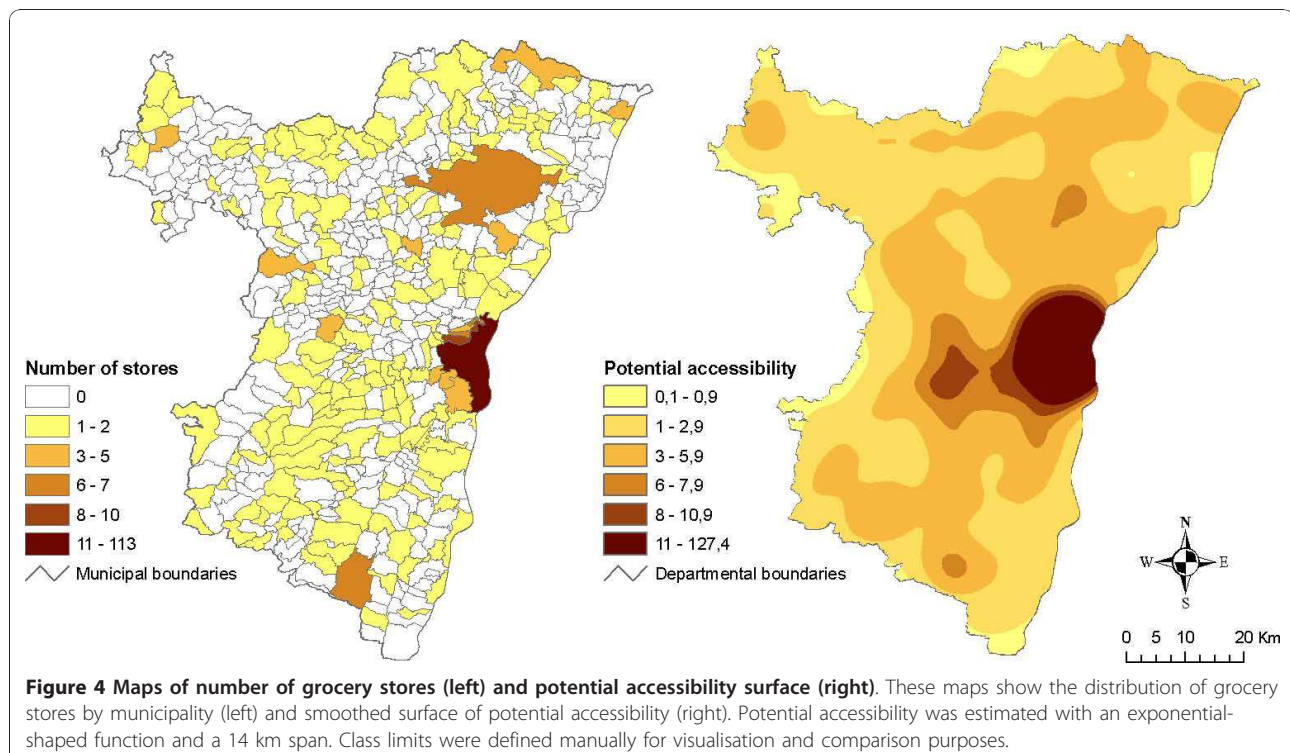 Number of stores
0
1 - 2
3 - 5
6 - 7
8 - 10
11 - 113
Municipal boundaries
Potential accessibility
0,1 - 0,9
1 - 2,9
3 - 5,9
6 - 7,9
8 - 10,9
11 - 127,4
Departmental boundaries
N
W E
S
0 5 10 20 Km
Figure 4 Maps of number of grocery stores (left) and potential accessibility surface (right). These maps show the distribution of grocery
stores by municipality (left) and smoothed surface of potential accessibility (right). Potential accessibility was estimated with an exponential-
shaped function and a 14 km span. Class limits were defined manually for visualisation and comparison purposes.